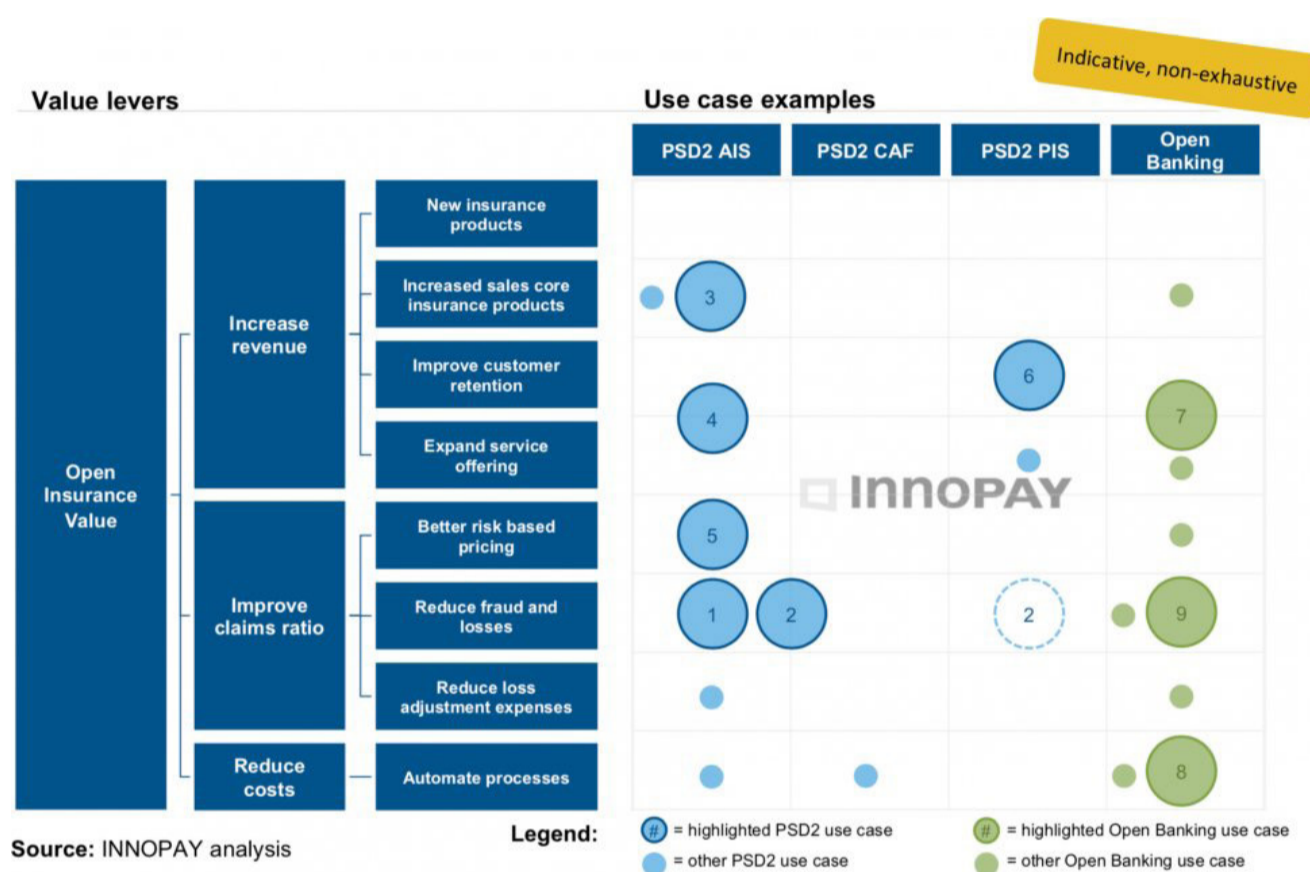 Indicative, non-exhaustive
Value levers
Use case examples
PSD2 AIS
PSD2 CAF
PSD2 PIS
Open
Banking
Open
Insurance
Value
Increase
revenue
New insurance
products
Increased sales core
insurance products
Improve customer
retention
Expand service
offering
Improve
claims ratio
Better risk based
pricing
Reduce fraud and
losses
Reduce loss
adjustment expenses
Reduce
costs
Automate processes
3
6
4
7
INNOPAY
5
1
2
2
9
8
Source: INNOPAY analysis
Legend:
# = highlighted PSD2 use case
= other PSD2 use case
# = highlighted Open Banking use case
= other Open Banking use case